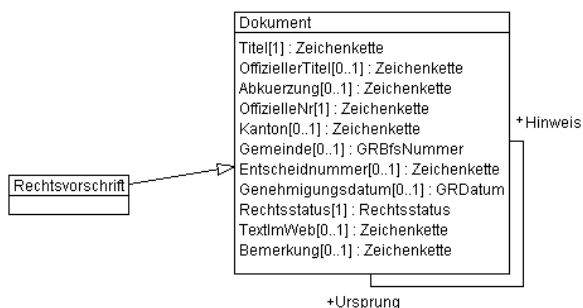 Dokument
Titel[1] : Zeichenkette
OffiziellerTitel[0..1] : Zeichenkette
Abkuerzung[0..1] : Zeichenkette
OffizielleNr[1] : Zeichenkette
Kanton[0..1] : Zeichenkette
Gemeinde[0..1] : GRBfsNummer
Entscheidnummer[0..1] : Zeichenkette
Genehmigungsdatum[0..1] : GRDatum
Rechtsstatus[1] : Rechtsstatus
TextImWeb[0..1] : Zeichenkette
Bemerkung[0..1] : Zeichenkette
+Hinweis
Rechtsvorschrift
+Ursprung